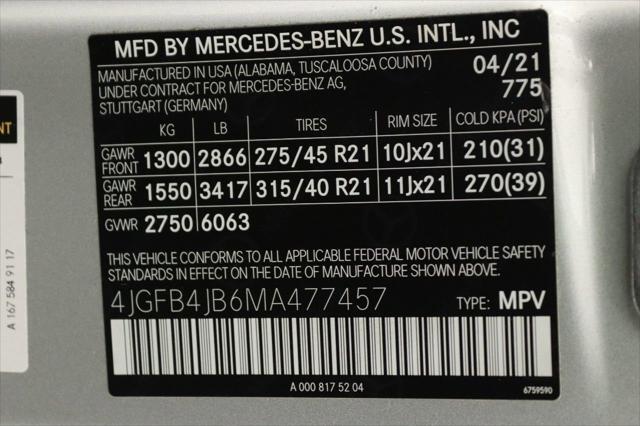 MFD BY MERCEDES-BENZ U.S. INTL., INC
MANUFACTURED IN USA (ALABAMA, TUSCALOOSA COUNTY) 04/21
UNDER CONTRACT FOR MERCEDES-BENZ AG, 775
STUTTGART (GERMANY)
KG LB TIRES RIM SIZE COLD KPA (PSI)
GAWR FRONT 1300 2866 275/45 R21 10Jx21 210(31)
GAWR REAR 1550 3417 315/40 R21 11Jx21 270(39)
GVWR 2750 6063
THIS VEHICLE CONFORMS TO ALL APPLICABLE FEDERAL MOTOR VEHICLE SAFETY
STANDARDS IN EFFECT ON THE DATE OF MANUFACTURE SHOWN ABOVE.
4JGFB4JB6MA477457 TYPE: MPV
A 000 817 52 04 6759590
A 167 584 91 17